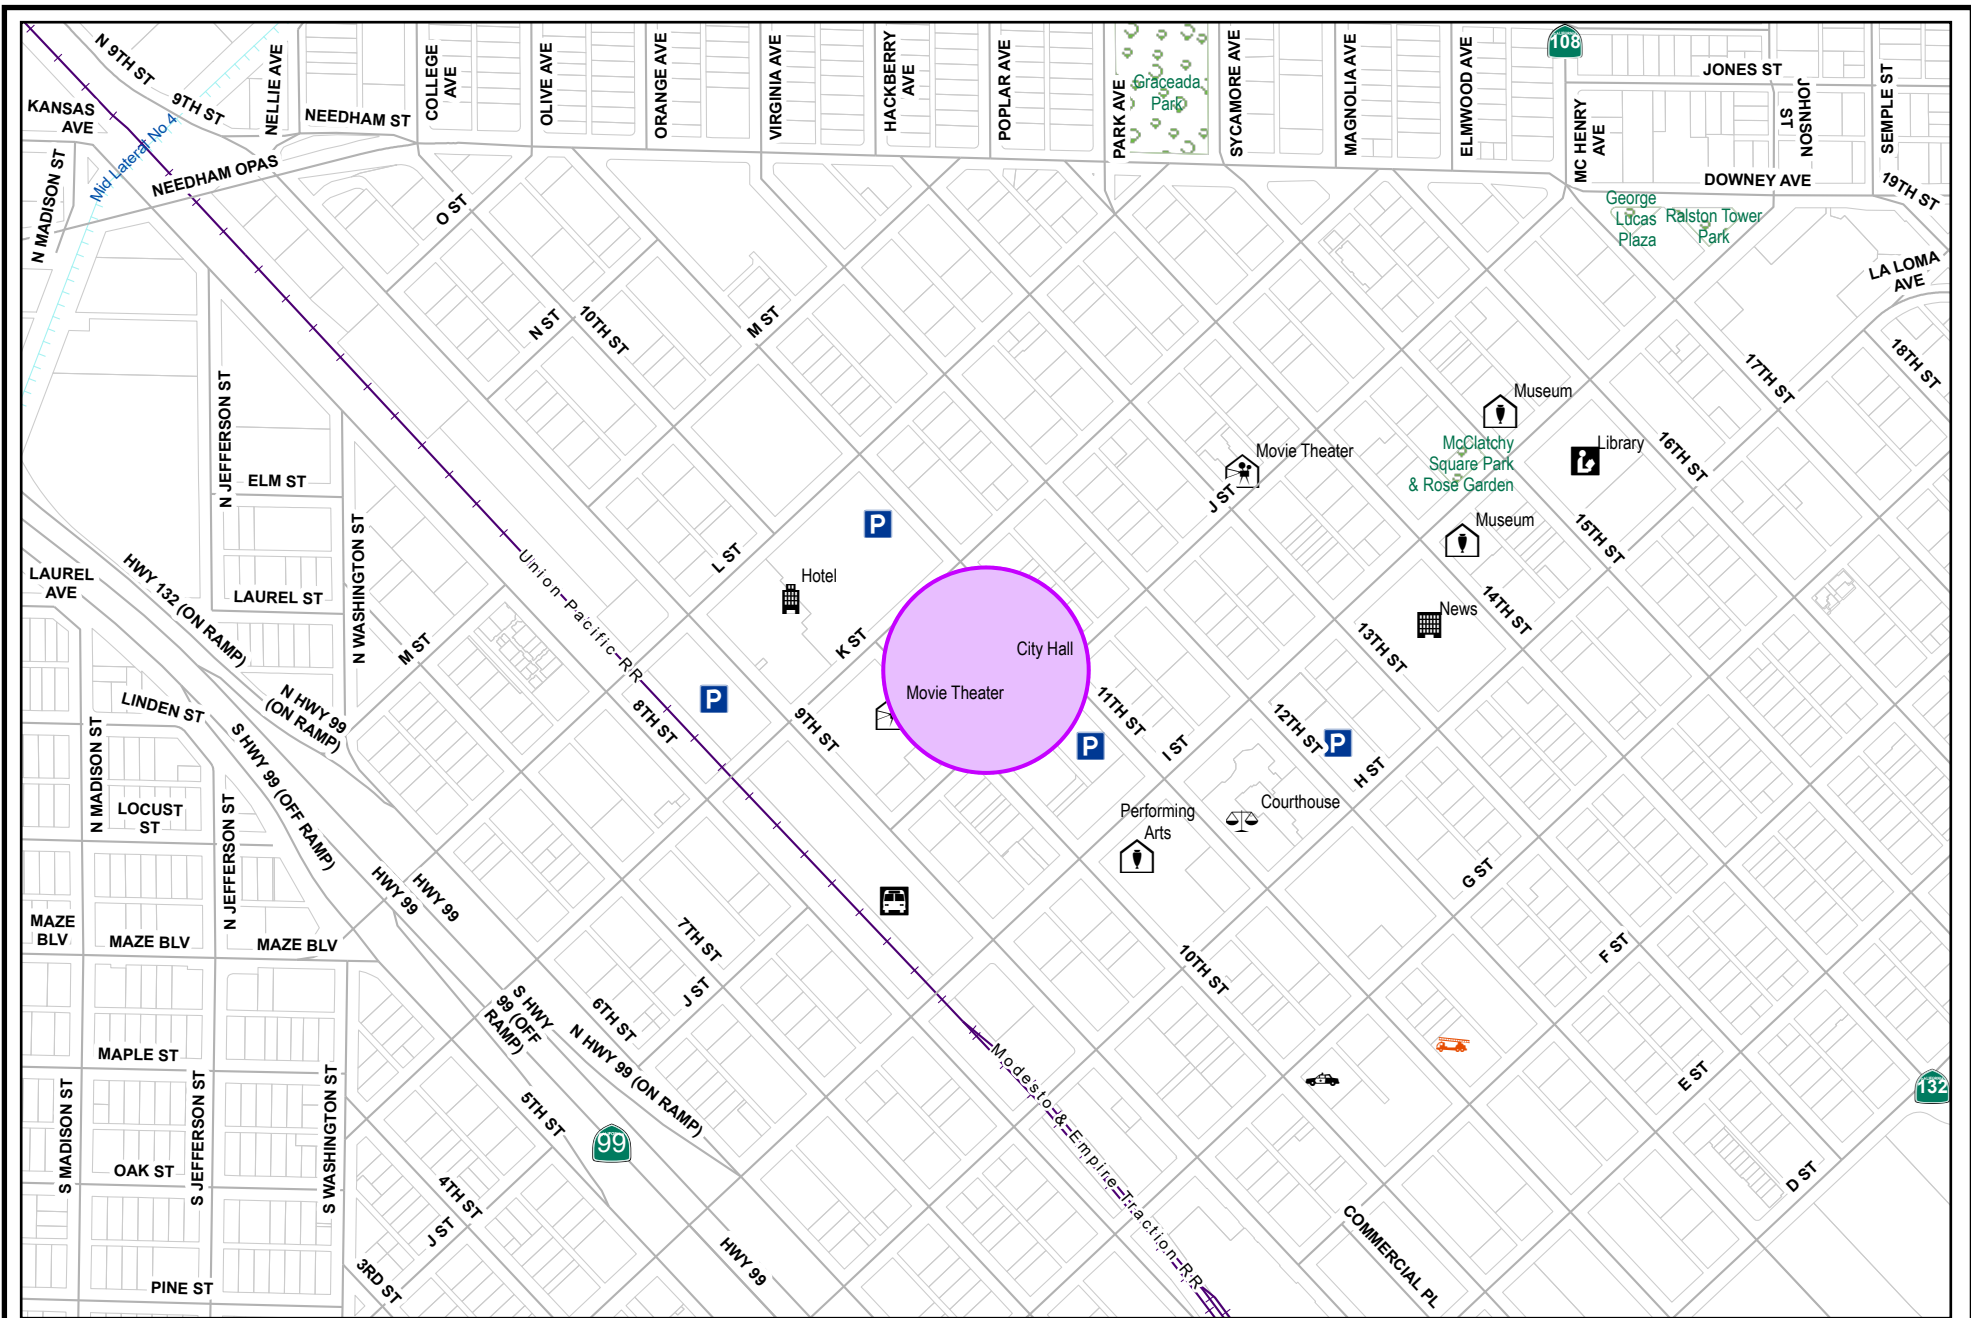 N 9TH ST
9TH ST
KANSAS
AVE
NELLIE AVE
NEEDHAM ST
COLLEGE
AVE
OLIVE AVE
ORANGE AVE
VIRGINIA AVE
HACKBERRY
AVE
POPLAR AVE
PARK AVE
Graceada
Park
SYCAMORE AVE
MAGNOLIA AVE
ELMWOOD AVE
108
MC HENRY
AVE
JONES ST
JOHNSON
ST
SEMPLE ST
DOWNEY AVE
19TH ST
Mid Lateral No 4
N MADISON ST
NEEDHAM OPAS
O ST
George
Lucas
Plaza
Ralston Tower
Park
LA LOMA
AVE
N ST
10TH ST
M ST
17TH ST
18TH ST
N JEFFERSON ST
ELM ST
N WASHINGTON ST
Museum
McClatchy
Square Park
& Rose Garden
Library
16TH ST
Movie Theater
J ST
Museum
15TH ST
P
L ST
Hotel
Union Pacific RR
HWY 132 (ON RAMP)
LAUREL
AVE
LAUREL ST
M ST
K ST
City Hall
Movie Theater
News
14TH ST
13TH ST
N HWY 99
(ON RAMP)
LINDEN ST
S HWY 99 (OFF RAMP)
N MADISON ST
P
8TH ST
9TH ST
11TH ST
P
I ST
12TH ST
P
H ST
LOCUST
ST
N JEFFERSON ST
Performing
Arts
Courthouse
HWY 99
HWY 99
G ST
MAZE
BLV
MAZE BLV
MAZE BLV
7TH ST
J ST
10TH ST
F ST
S HWY
99 (OFF
RAMP)
6TH ST
N HWY 99 (ON RAMP)
Modesto & Empire Traction RR
MAPLE ST
S MADISON ST
S JEFFERSON ST
S WASHINGTON ST
5TH ST
99
E ST
132
OAK ST
4TH ST
J ST
D ST
PINE ST
3RD ST
HWY 99
COMMERCIAL PL